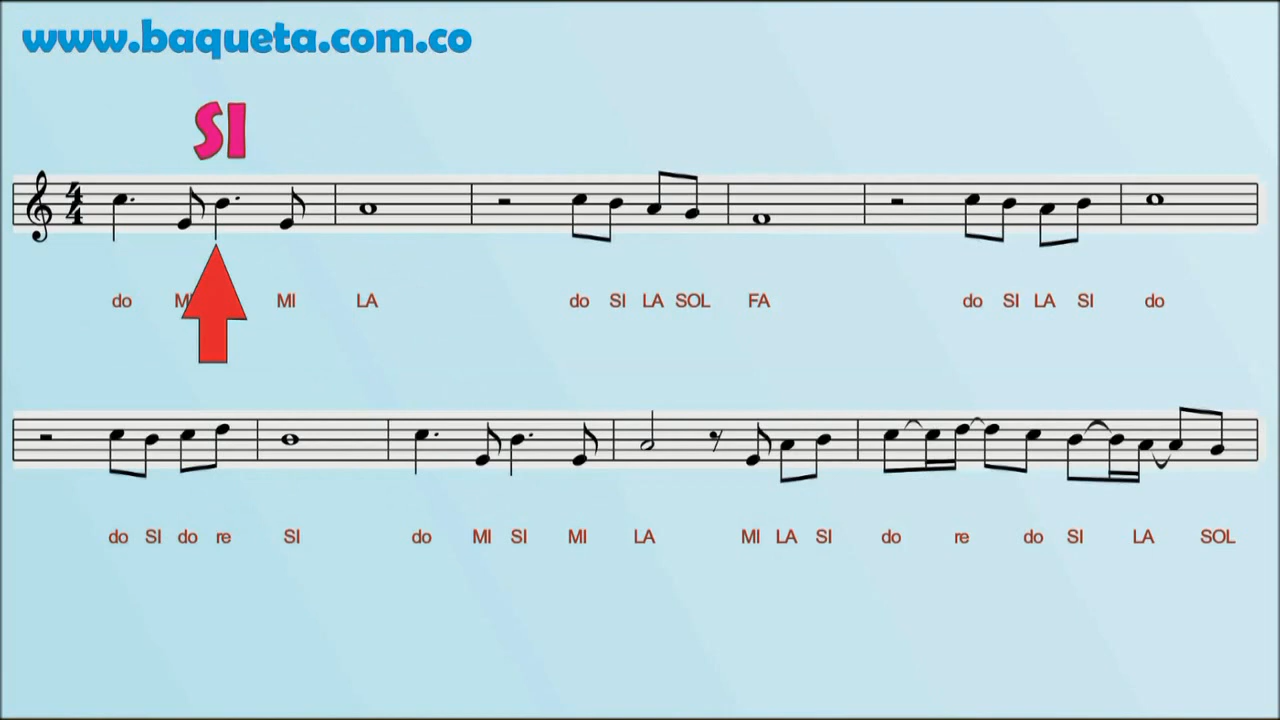 www.baqueta.com.co
SI
4
4
do MI MI LA do SI LA SOL FA do SI LA SI do
do SI do re SI do MI SI MI LA MI LA SI do re do SI LA SOL